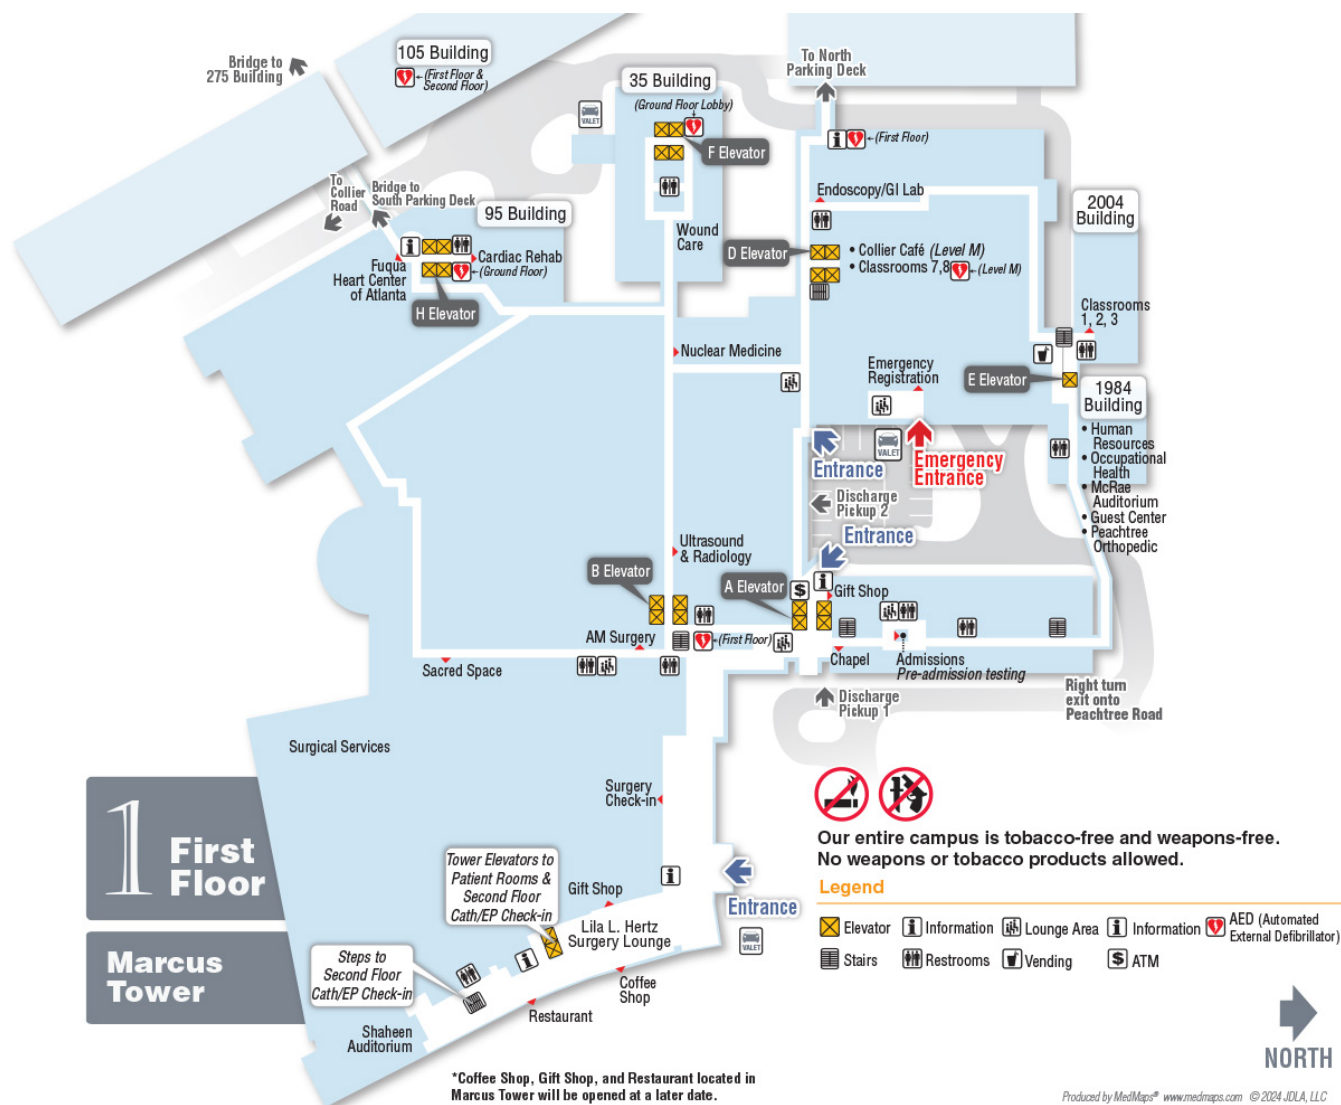 105 Building
(First Floor &
Second Floor)
Bridge to
275 Building
To North
Parking Deck
35 Building
(Ground Floor Lobby)
VALET
F Elevator
(First Floor)
To
Collier
Road
Bridge to
South Parking Deck
95 Building
Endoscopy/GI Lab
2004
Building
Wound
Care
D Elevator
• Collier Café (Level M)
• Classrooms 7,8
(Level M)
Cardiac Rehab
(Ground Floor)
Fuqua
Heart Center
of Atlanta
H Elevator
Classrooms
1, 2, 3
Nuclear Medicine
Emergency
Registration
E Elevator
1984
Building
• Human
Resources
• Occupational
Health
• McRae
Auditorium
• Guest Center
• Peachtree
Orthopedic
VALET
Entrance
Emergency
Entrance
Discharge
Pickup 2
Entrance
Ultrasound
& Radiology
B Elevator
A Elevator
$
Gift Shop
AM Surgery
(First Floor)
Sacred Space
Chapel
Admissions
Pre-admission testing
Discharge
Pickup 1
Right turn
exit onto
Peachtree Road
Surgical Services
Surgery
Check-in
1 First
Floor
Marcus
Tower
Tower Elevators to
Patient Rooms &
Second Floor
Cath/EP Check-in
Gift Shop
Lila L. Hertz
Surgery Lounge
Entrance
VALET
Steps to
Second Floor
Cath/EP Check-in
Coffee
Shop
Restaurant
Shaheen
Auditorium
*Coffee Shop, Gift Shop, and Restaurant located in
Marcus Tower will be opened at a later date.
Our entire campus is tobacco-free and weapons-free.
No weapons or tobacco products allowed.
Legend
Elevator
Information
Lounge Area
Information
AED (Automated
External Defibrillator)
Stairs
Restrooms
Vending
$ ATM
NORTH
Produced by MedMaps® www.medmaps.com © 2024 JDLA, LLC